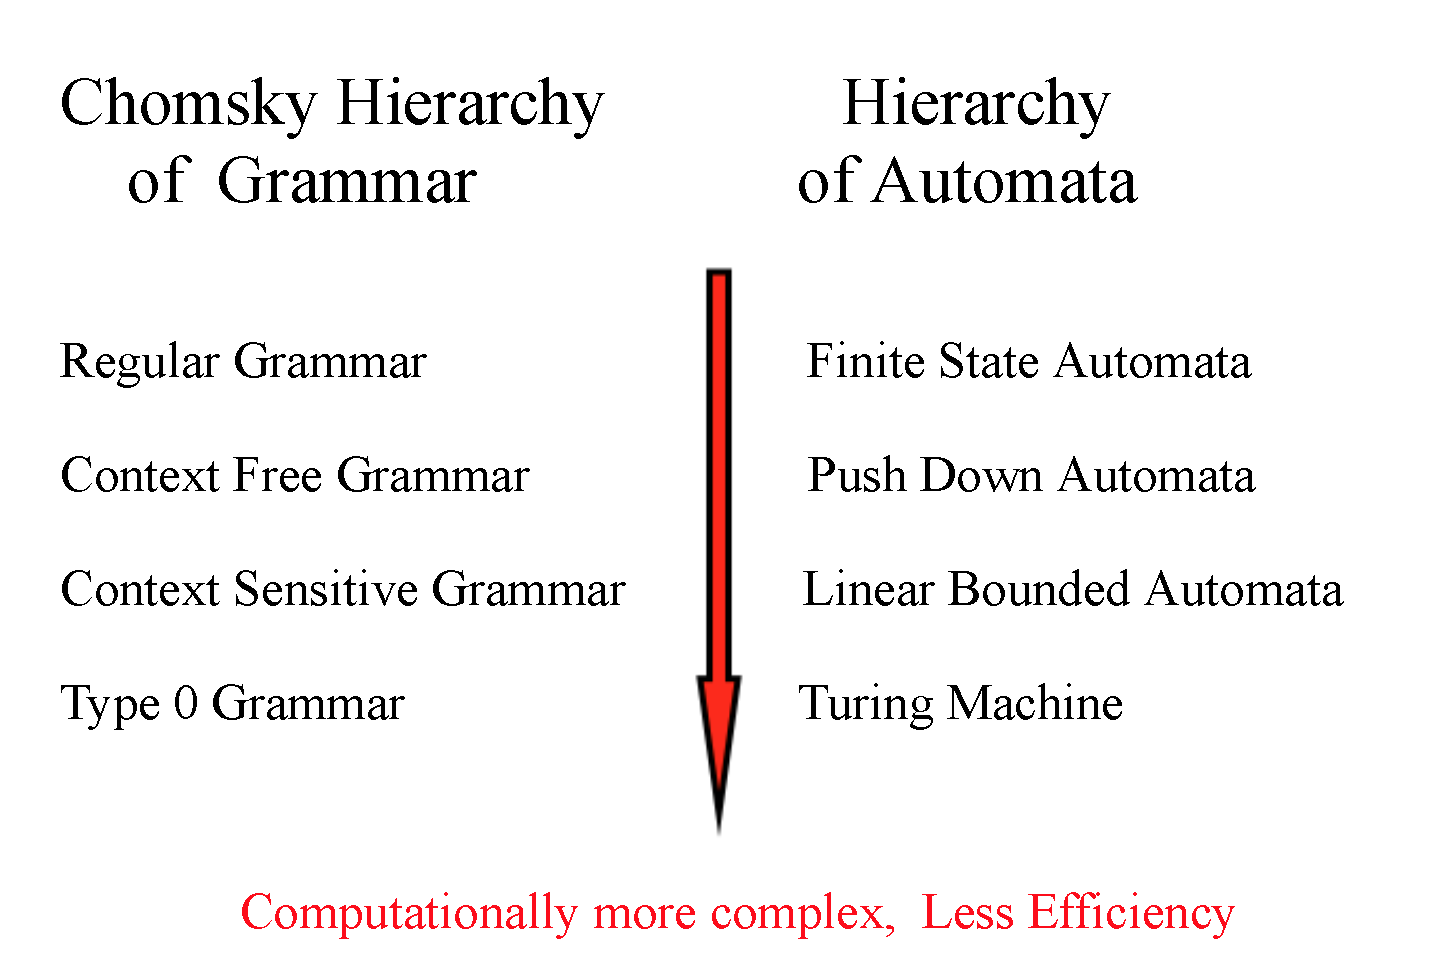 Chomsky Hierarchy
of Grammar
Hierarchy
of Automata
Regular Grammar
Finite State Automata
Context Free Grammar
Push Down Automata
Context Sensitive Grammar
Linear Bounded Automata
Type 0 Grammar
Turing Machine
Computationally more complex, Less Efficiency